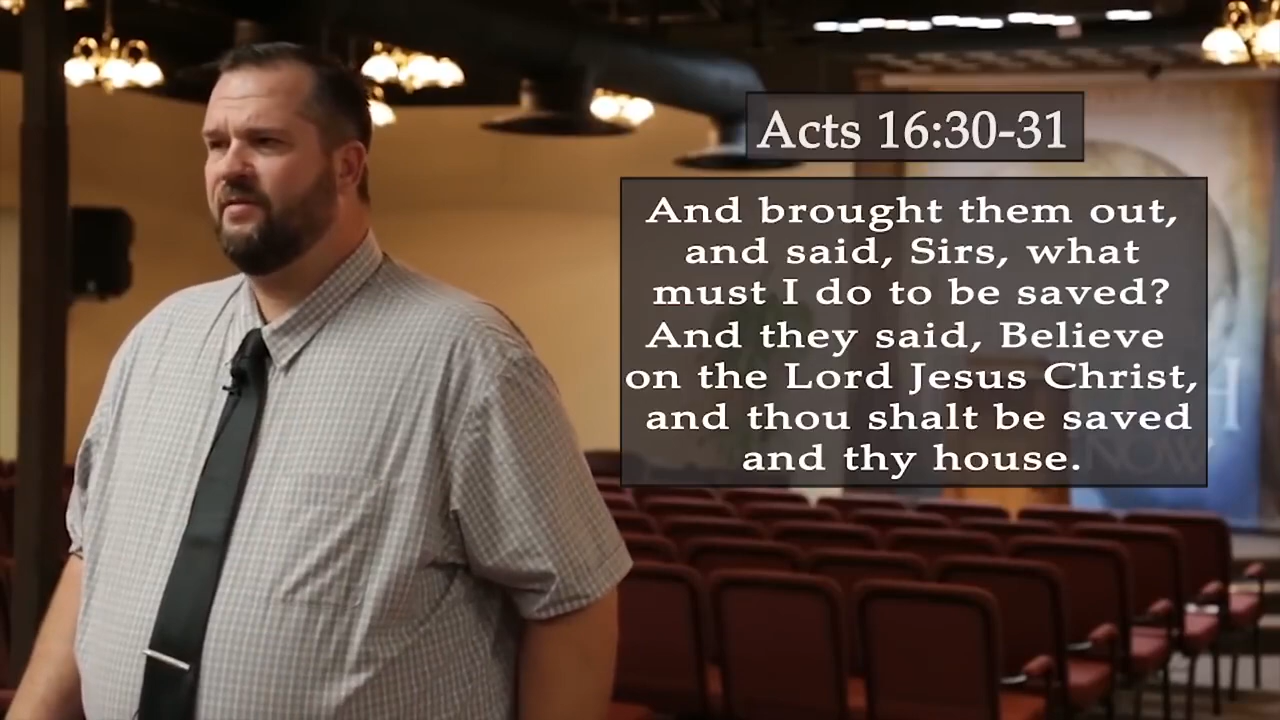 Acts 16:30-31
And brought them out,
and said, Sirs, what
must I do to be saved?
And they said, Believe
on the Lord Jesus Christ,
and thou shalt be saved
and thy house.
NOW